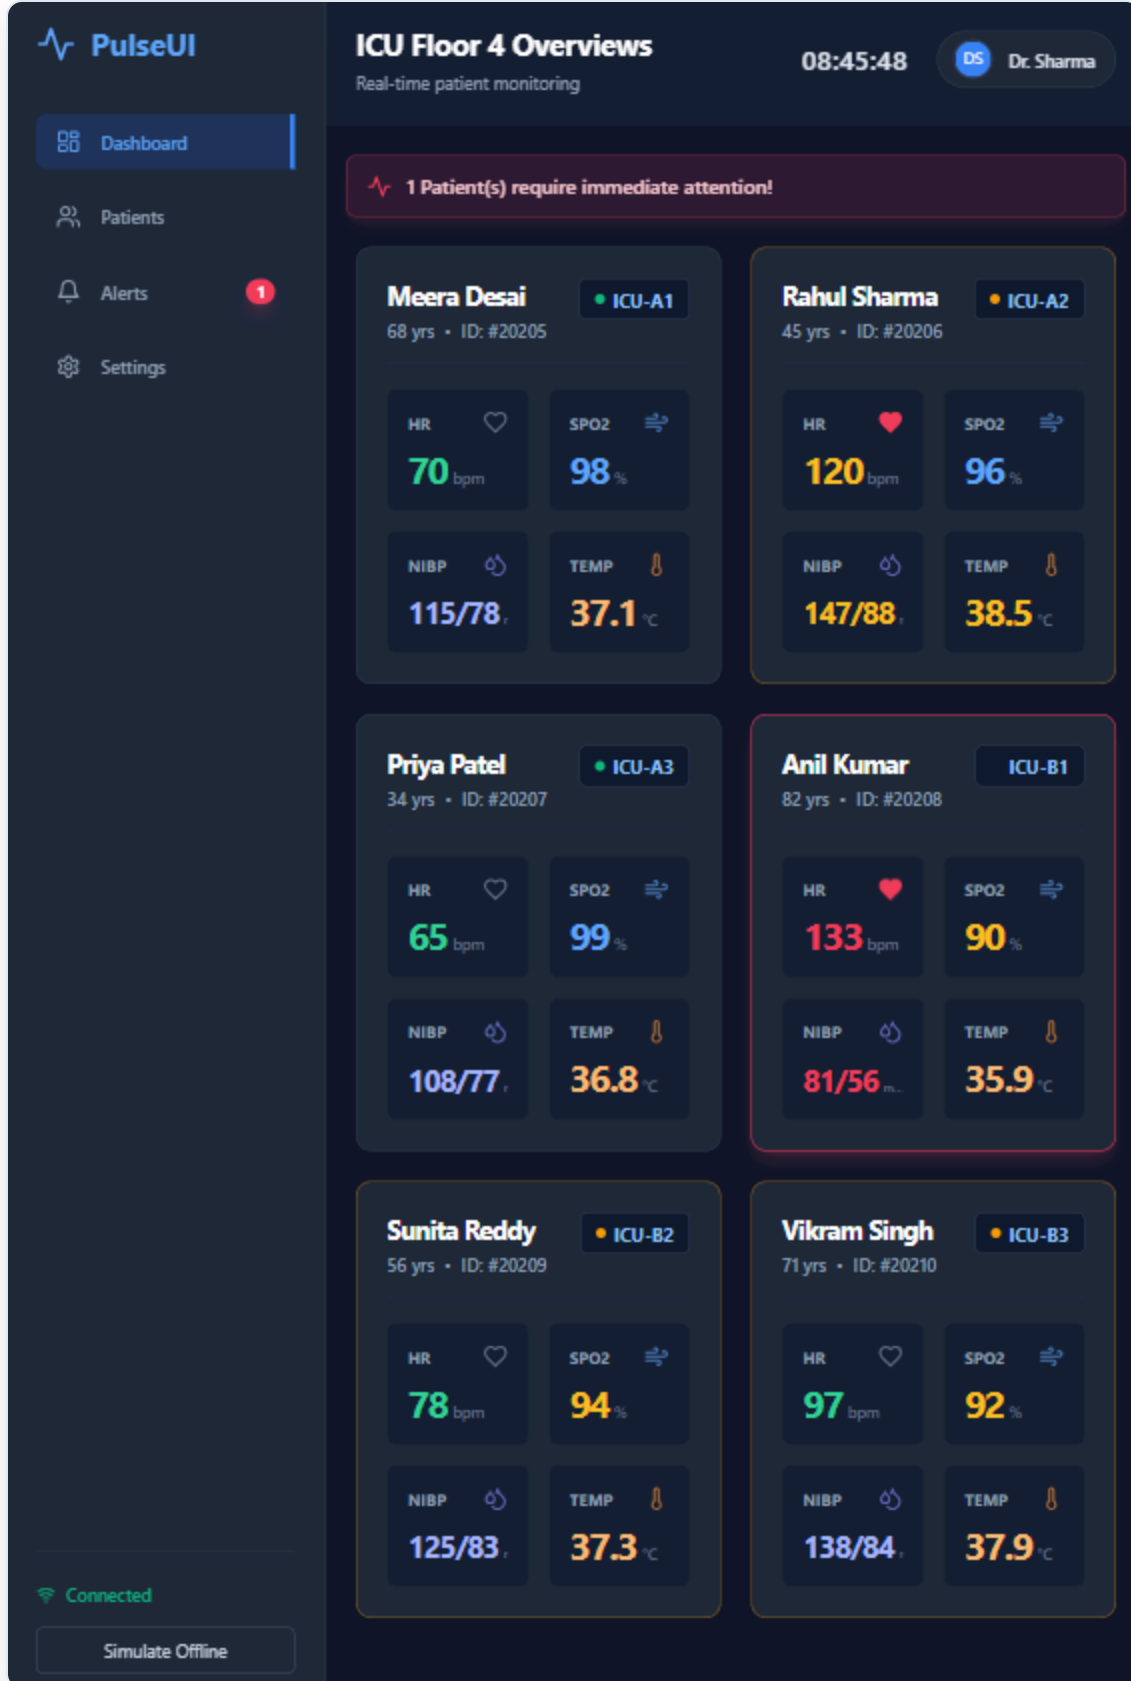 PulseUI
Dashboard
Patients
Alerts 1
Settings
Connected
Simulate Offline
ICU Floor 4 Overviews
Real-time patient monitoring
08:45:48
DS Dr. Sharma
1 Patient(s) require immediate attention!
Meera Desai
ICU-A1
68 yrs • ID: #20205
HR
70 bpm
SPO2
98 %
NIBP
115/78
TEMP
37.1 °C
Rahul Sharma
ICU-A2
45 yrs • ID: #20206
HR
120 bpm
SPO2
96 %
NIBP
147/88
TEMP
38.5 °C
Priya Patel
ICU-A3
34 yrs • ID: #20207
HR
65 bpm
SPO2
99 %
NIBP
108/77
TEMP
36.8 °C
Anil Kumar
ICU-B1
82 yrs • ID: #20208
HR
133 bpm
SPO2
90 %
NIBP
81/56 m...
TEMP
35.9 °C
Sunita Reddy
ICU-B2
56 yrs • ID: #20209
HR
78 bpm
SPO2
94 %
NIBP
125/83
TEMP
37.3 °C
Vikram Singh
ICU-B3
71 yrs • ID: #20210
HR
97 bpm
SPO2
92 %
NIBP
138/84
TEMP
37.9 °C